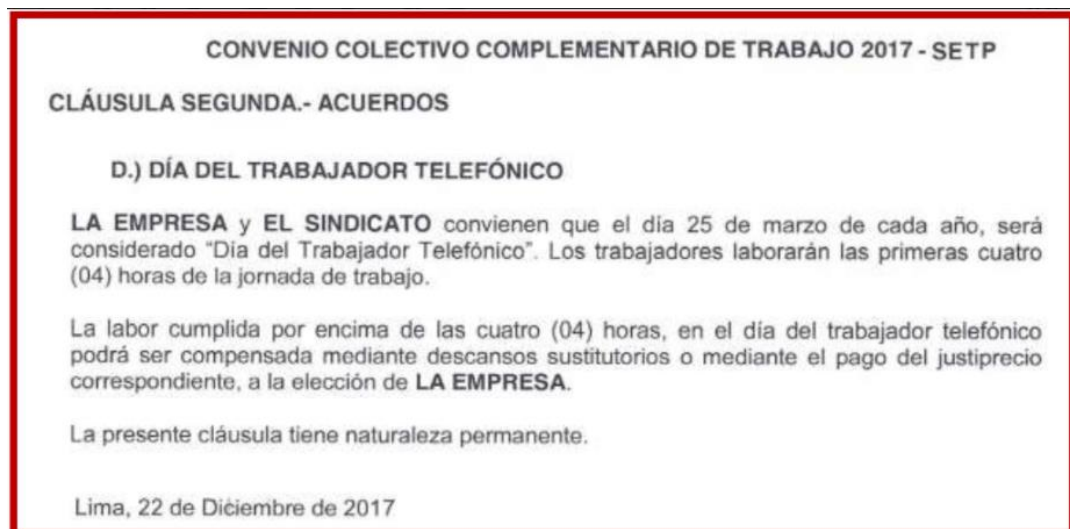 CONVENIO COLECTIVO COMPLEMENTARIO DE TRABAJO 2017 - SETP
CLÁUSULA SEGUNDA.- ACUERDOS
D.) DÍA DEL TRABAJADOR TELEFÓNICO
LA EMPRESA y EL SINDICATO convienen que el día 25 de marzo de cada año, será
considerado "Día del Trabajador Telefónico". Los trabajadores laborarán las primeras cuatro
(04) horas de la jornada de trabajo.
La labor cumplida por encima de las cuatro (04) horas, en el día del trabajador telefónico
podrá ser compensada mediante descansos sustitutorios o mediante el pago del justiprecio
correspondiente, a la elección de LA EMPRESA.
La presente cláusula tiene naturaleza permanente.
Lima, 22 de Diciembre de 2017